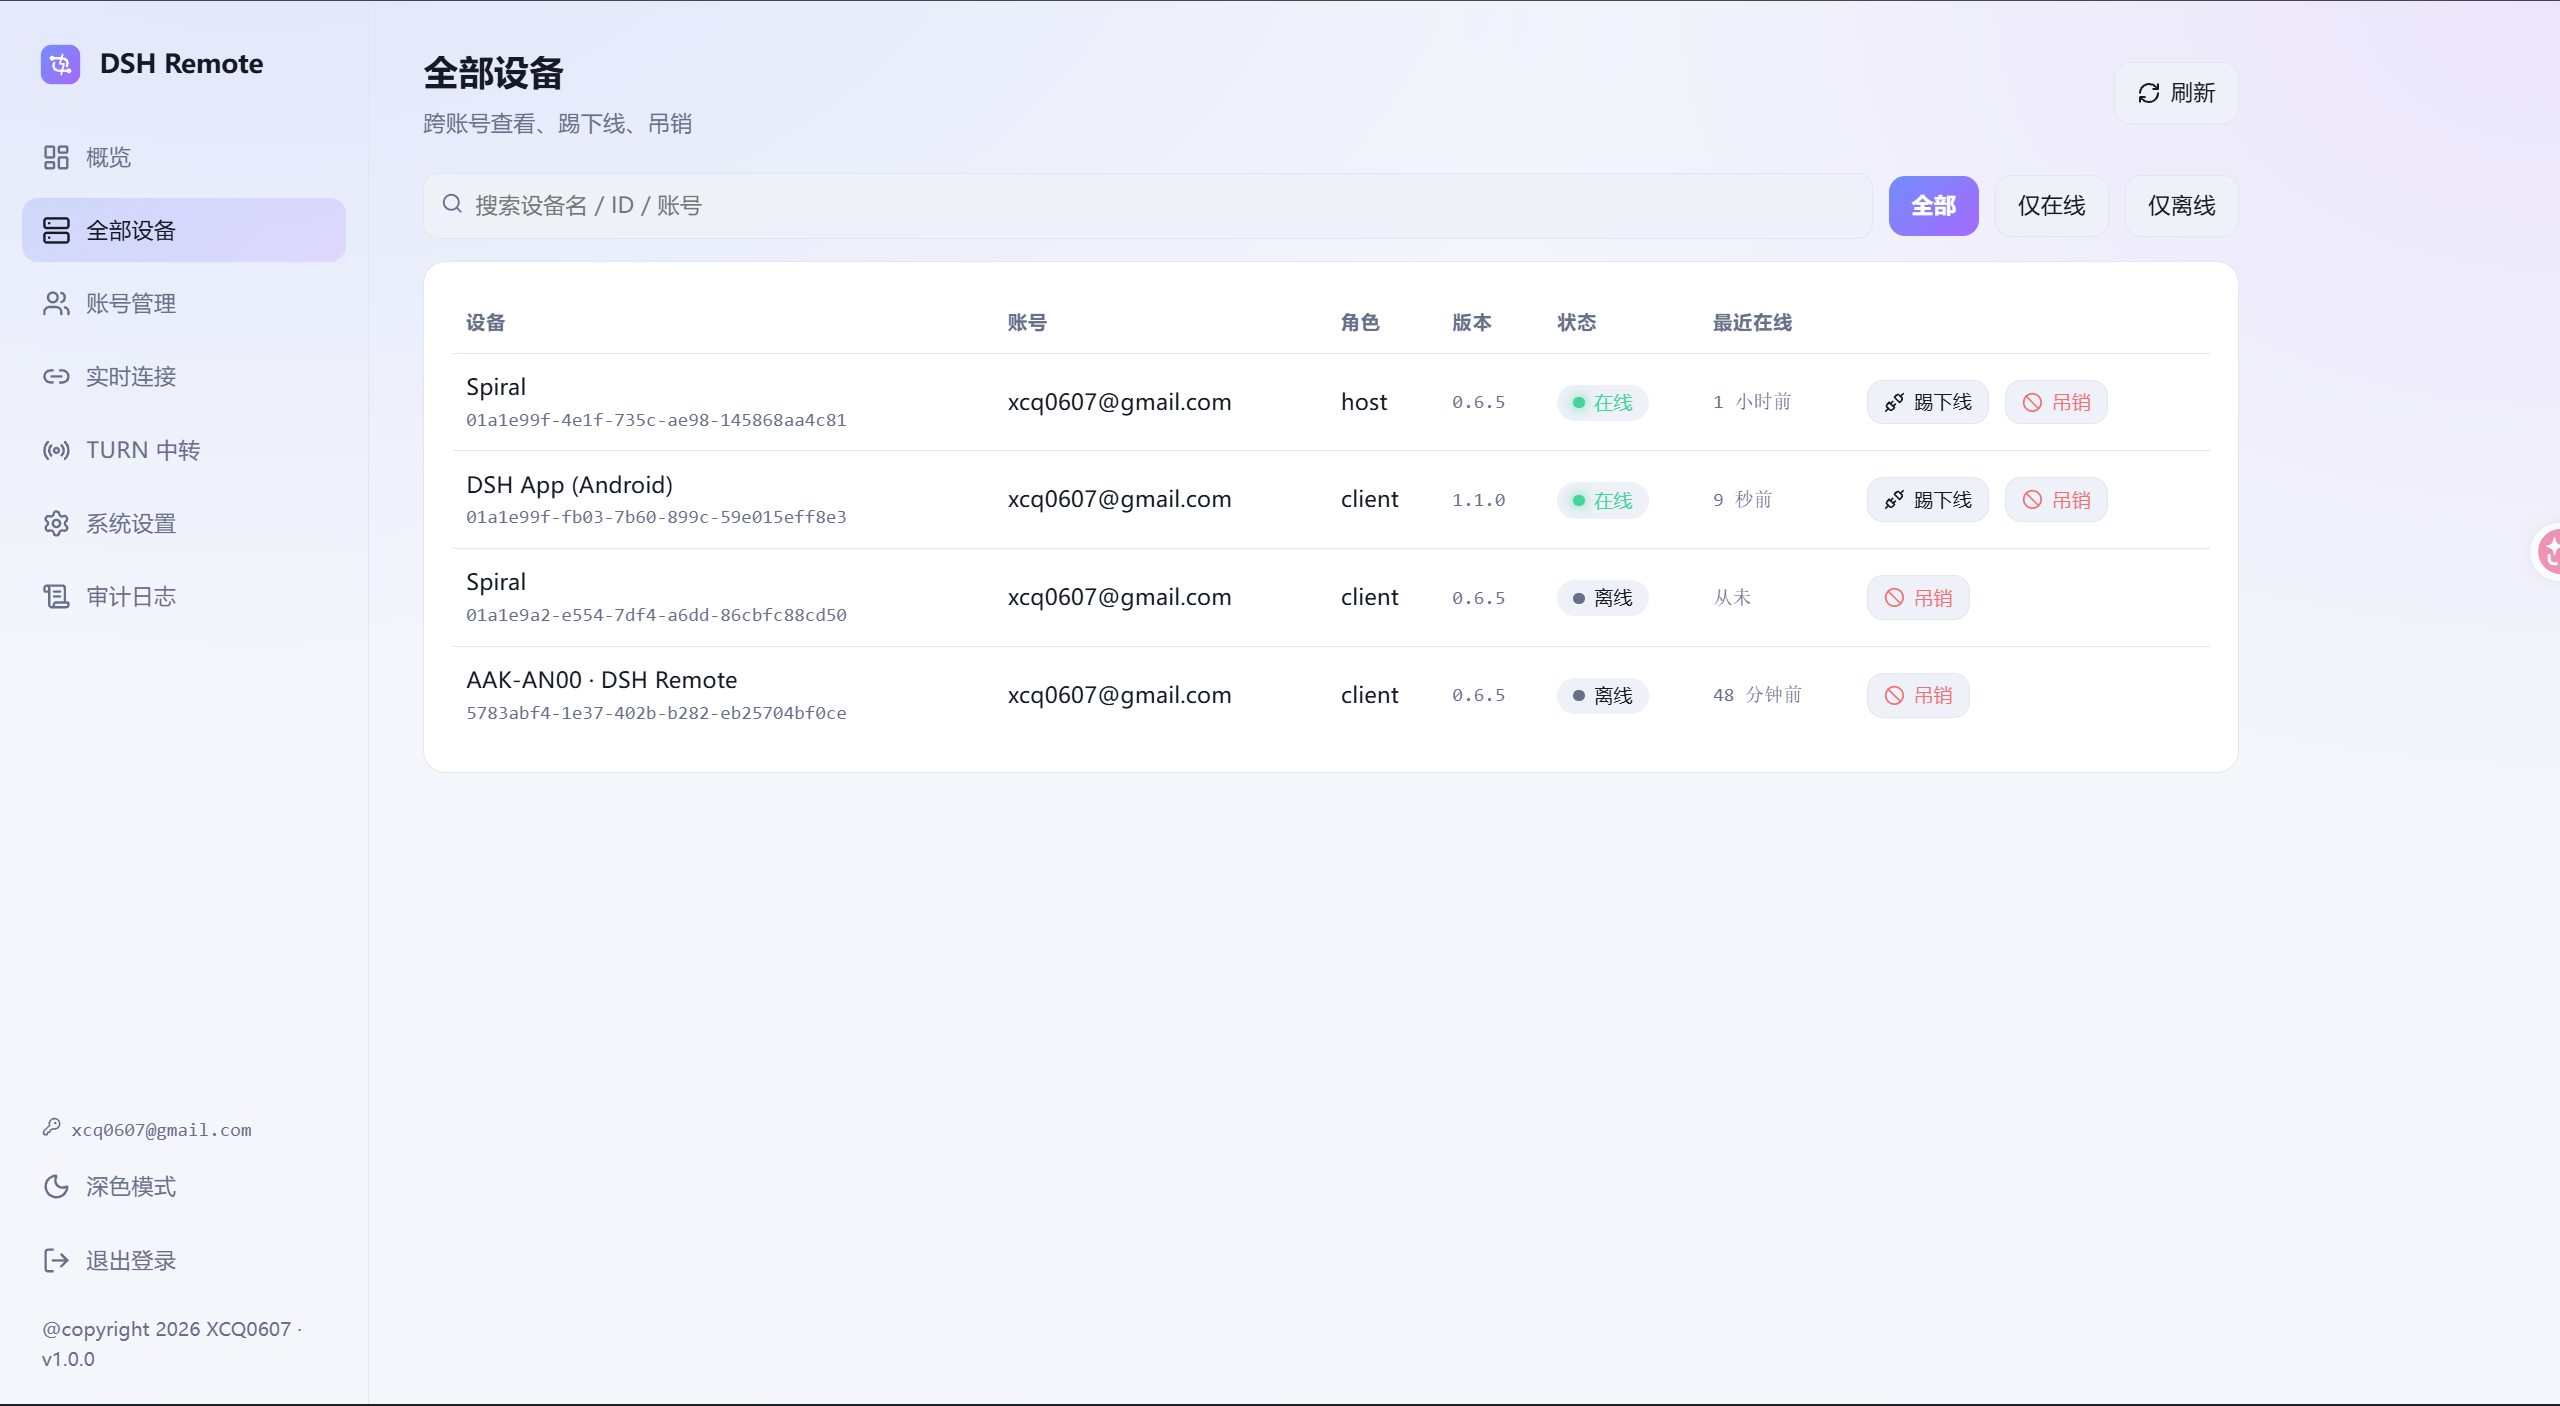 DSH Remote
概览
全部设备
账号管理
实时连接
TURN 中转
系统设置
审计日志
xcq0607@gmail.com
深色模式
退出登录
@copyright 2026 XCQ0607 ·
v1.0.0
全部设备
跨账号查看、踢下线、吊销
刷新
搜索设备名 / ID / 账号
全部 仅在线 仅离线
设备 账号 角色 版本 状态 最近在线
Spiral
01a1e99f-4e1f-735c-ae98-145868aa4c81
xcq0607@gmail.com host 0.6.5 在线 1 小时前 踢下线 吊销
DSH App (Android)
01a1e99f-fb03-7b60-899c-59e015eff8e3
xcq0607@gmail.com client 1.1.0 在线 9 秒前 踢下线 吊销
Spiral
01a1e9a2-e554-7df4-a6dd-86cbfc88cd50
xcq0607@gmail.com client 0.6.5 离线 从未 吊销
AAK-AN00 · DSH Remote
5783abf4-1e37-402b-b282-eb25704bf0ce
xcq0607@gmail.com client 0.6.5 离线 48 分钟前 吊销